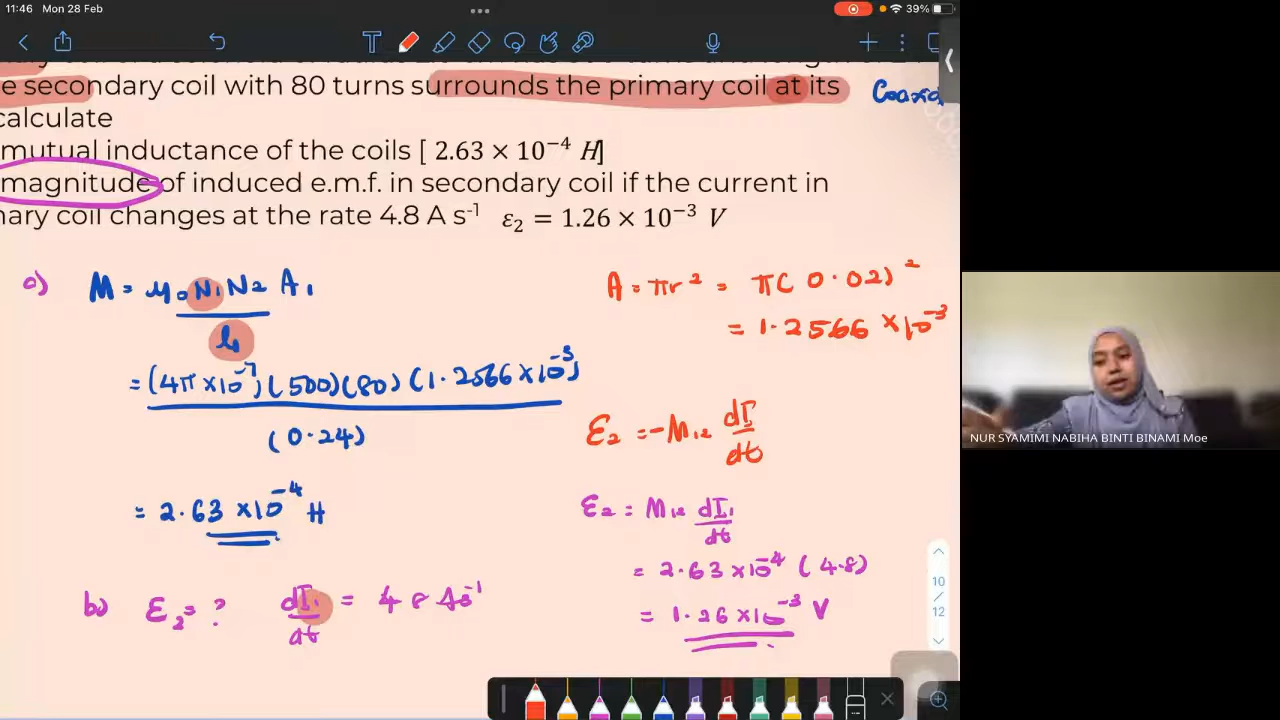 11:46 Mon 28 Feb
39%
e secondary coil with 80 turns surrounds the primary coil at its
calculate
mutual inductance of the coils [ 2.63 × 10⁻⁴ H]
magnitude of induced e.m.f. in secondary coil if the current in
ary coil changes at the rate 4.8 A s⁻¹ ε₂ = 1.26 × 10⁻³ V
a) M = μ₀N₁N₂A₁
l₁
= (4π × 10⁻⁷)(500)(80)(1.2566 × 10⁻³)
(0.24)
= 2.63 × 10⁻⁴ H
b) ε₂ = ? dI₁/dt = 4.8 As⁻¹
A = πr² = π(0.02)²
= 1.2566 × 10⁻³
ε₂ = -M₁₂ dI/dt
ε₂ = M₁₂ dI₁/dt
= 2.63 × 10⁻⁴ (4.8)
= 1.26 × 10⁻³ V
10
/
12
NUR SYAMIMI NABIHA BINTI BINAMI Moe